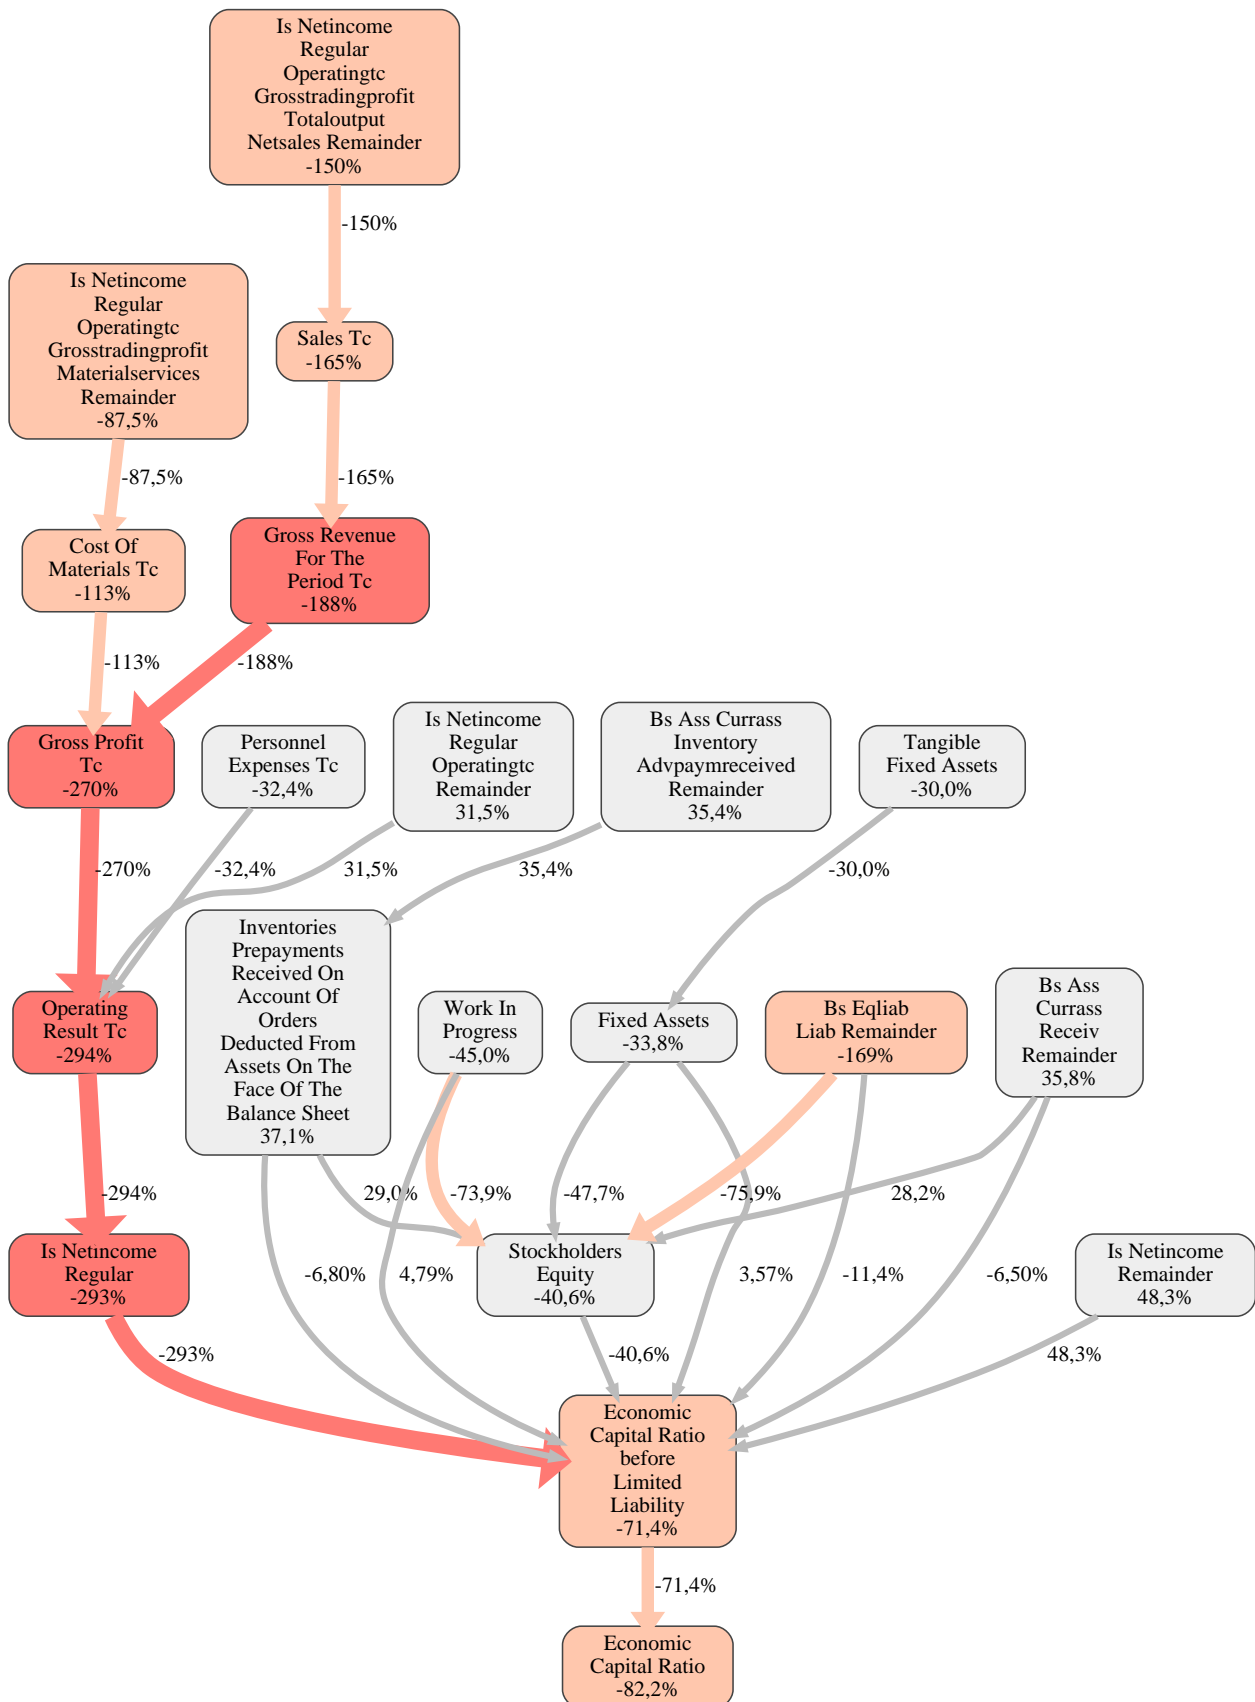 Is Netincome
Regular
Operatingtc
Grosstradingprofit
Totaloutput
Netsales Remainder
-150%
-150%
Is Netincome
Regular
Operatingtc
Grosstradingprofit
Materialservices
Remainder
-87,5%
Sales Tc
-165%
-87,5%
-165%
Cost Of
Materials Tc
-113%
Gross Revenue
For The
Period Tc
-188%
-113%
-188%
Gross Profit
Tc
-270%
Personnel
Expenses Tc
-32,4%
Is Netincome
Regular
Operatingtc
Remainder
31,5%
Bs Ass Currass
Inventory
Advpaymreceived
Remainder
35,4%
Tangible
Fixed Assets
-30,0%
-270%
-32,4%
31,5%
35,4%
-30,0%
Operating
Result Tc
-294%
Inventories
Prepayments
Received On
Account Of
Orders
Deducted From
Assets On The
Face Of The
Balance Sheet
37,1%
Work In
Progress
-45,0%
Fixed Assets
-33,8%
Bs Eqliab
Liab Remainder
-169%
Bs Ass
Currass
Receiv
Remainder
35,8%
-294%
29,0%
-73,9%
-47,7%
-75,9%
28,2%
Is Netincome
Regular
-293%
-6,80%
4,79%
Stockholders
Equity
-40,6%
3,57%
-11,4%
-6,50%
Is Netincome
Remainder
48,3%
-293%
-40,6%
48,3%
Economic
Capital Ratio
before
Limited
Liability
-71,4%
-71,4%
Economic
Capital Ratio
-82,2%